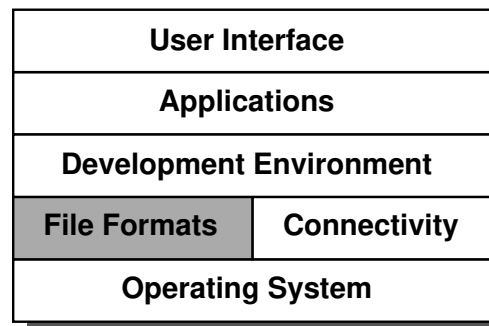 User Interface
Applications
Development Environment
File Formats Connectivity
Operating System